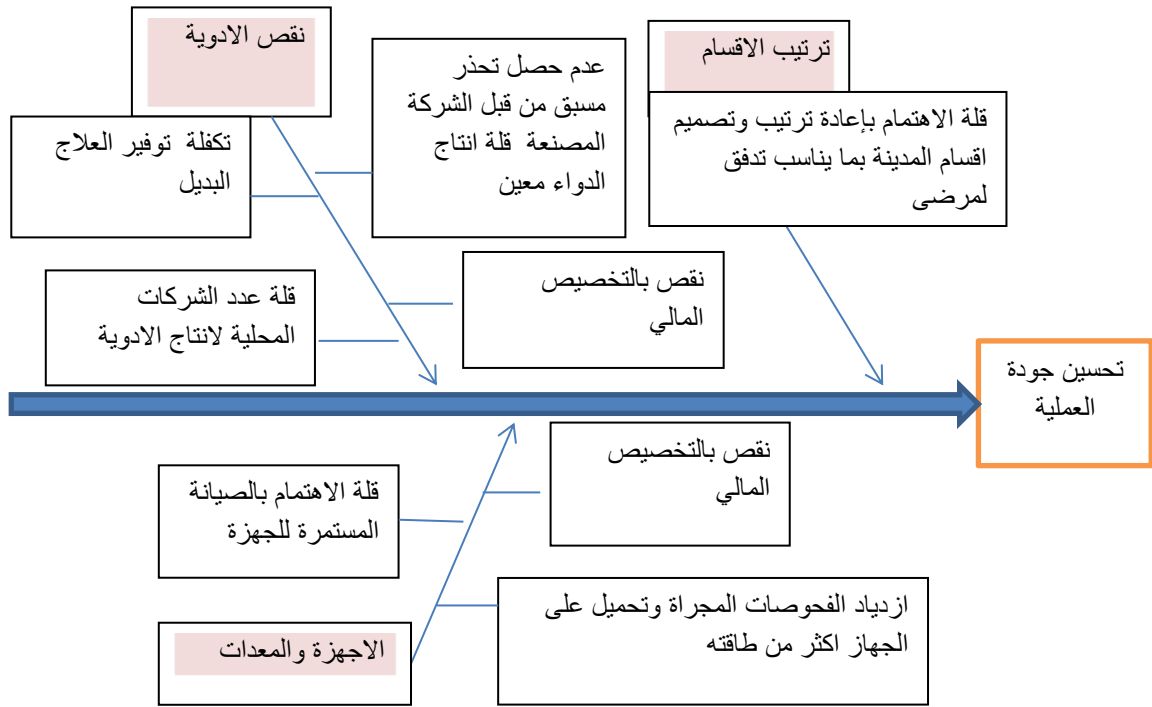 ترتيب الاقسام
قلة الاهتمام بإعادة ترتيب وتصميم
اقسام المدينة بما يناسب تدفق
لمرضى
نقص الادوية
عدم حصل تحذر
مسبق من قبل الشركة
المصنعة قلة انتاج
الدواء معين
تكفلة توفير العلاج
البديل
نقص بالتخصيص
المالي
قلة عدد الشركات
المحلية لانتاج الادوية
تحسين جودة
العملية
نقص بالتخصيص
المالي
قلة الاهتمام بالصيانة
المستمرة للجهزة
ازدياد الفحوصات المجراة وتحميل على
الجهاز اكثر من طاقته
الاجهزة والمعدات